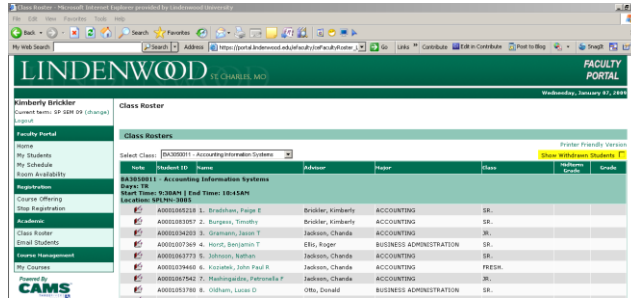 Class Roster - Microsoft Internet Explorer provided by Lindenwood University
File Edit View Favorites Tools Help
Back Search Favorites
My Web Search Search Address https://portal.lindenwood.edu/faculty/ceFacultyRoster_L Go Links Contribute Edit in Contribute Post to Blog SnagIt
LINDENWOOD ST. CHARLES, MO
FACULTY PORTAL
Wednesday, January 07, 2009
Kimberly Brickler
Current term: SP SEM 09 (change)
Logout
Faculty Portal
Home
My Students
My Schedule
Room Availability
Registration
Course Offering
Stop Registration
Academic
Class Roster
Email Students
Course Management
My Courses
Powered By
CAMS
Class Roster
Class Rosters
Printer Friendly Version
Select Class: BA3050011 - Accounting Information Systems Show Withdrawn Students
Note Student ID Name Advisor Major Class Midterm Grade Grade
BA3050011 - Accounting Information Systems
Days: TR
Start Time: 9:30AM | End Time: 10:45AM
Location: SPLMN-3005
A0001065218 1. Bradshaw, Paige E Brickler, Kimberly ACCOUNTING SR.
A0001083057 2. Burgess, Timothy Brickler, Kimberly ACCOUNTING SR.
A0001034203 3. Gramann, Jason T Jackson, Chanda ACCOUNTING JR.
A0001007369 4. Horst, Benjamin T Ellis, Roger BUSINESS ADMINISTRATION SR.
A0001063773 5. Johnson, Nathan Jackson, Chanda ACCOUNTING SR.
A0001039460 6. Koziatek, John Paul R Jackson, Chanda ACCOUNTING FRESH.
A0001067542 7. Mashingaidze, Petronella P Jackson, Chanda ACCOUNTING JR.
A0001053780 8. Oldham, Lucas D Otto, Donald BUSINESS ADMINISTRATION SR.